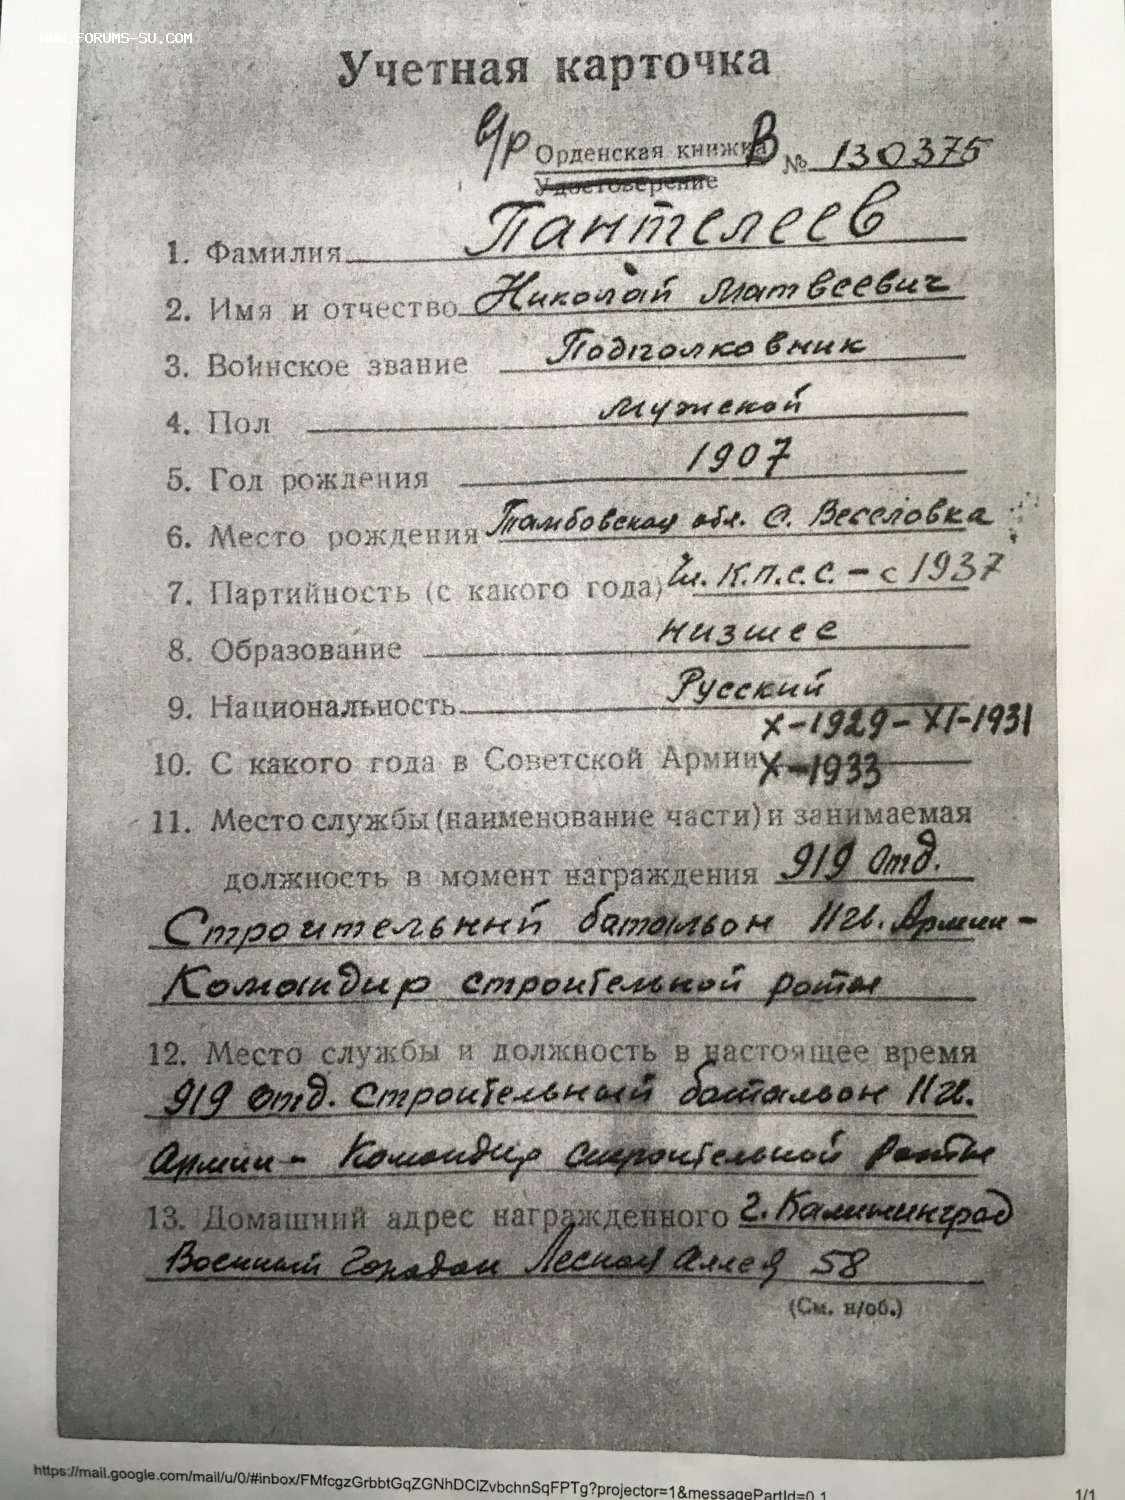 WWW.FORUMS-SU.COM
Учетная карточка
в/р Орденская книжка В № 130375
Удостоверение
1. Фамилия Пантелеев
2. Имя и отчество Николай Матвеевич
3. Воинское звание Подполковник
4. Пол мужской
5. Год рождения 1907
6. Место рождения Тамбовская обл. С. Веселовка
7. Партийность (с какого года) Чл. К.П.С.С. – с 1937
8. Образование низшее
9. Национальность Русский
X-1929 - XI-1931
10. С какого года в Советской Армии X-1933
11. Место службы (наименование части) и занимаемая
должность в момент награждения 919 отд.
Строительный батальон 11 гв. Армии –
Командир строительной роты
12. Место службы и должность в настоящее время
919 отд. строительный батальон 11 гв.
Армии – Командир строительной роты
13. Домашний адрес награжденного г. Калининград
Военный городок Лесная аллея 58
(См. н/об.)
https://mail.google.com/mail/u/0/#inbox/FMfcgzGrbbtGqZGNhDClZvbchnSqFPTg?projector=1&messagePartId=0.1
1/1